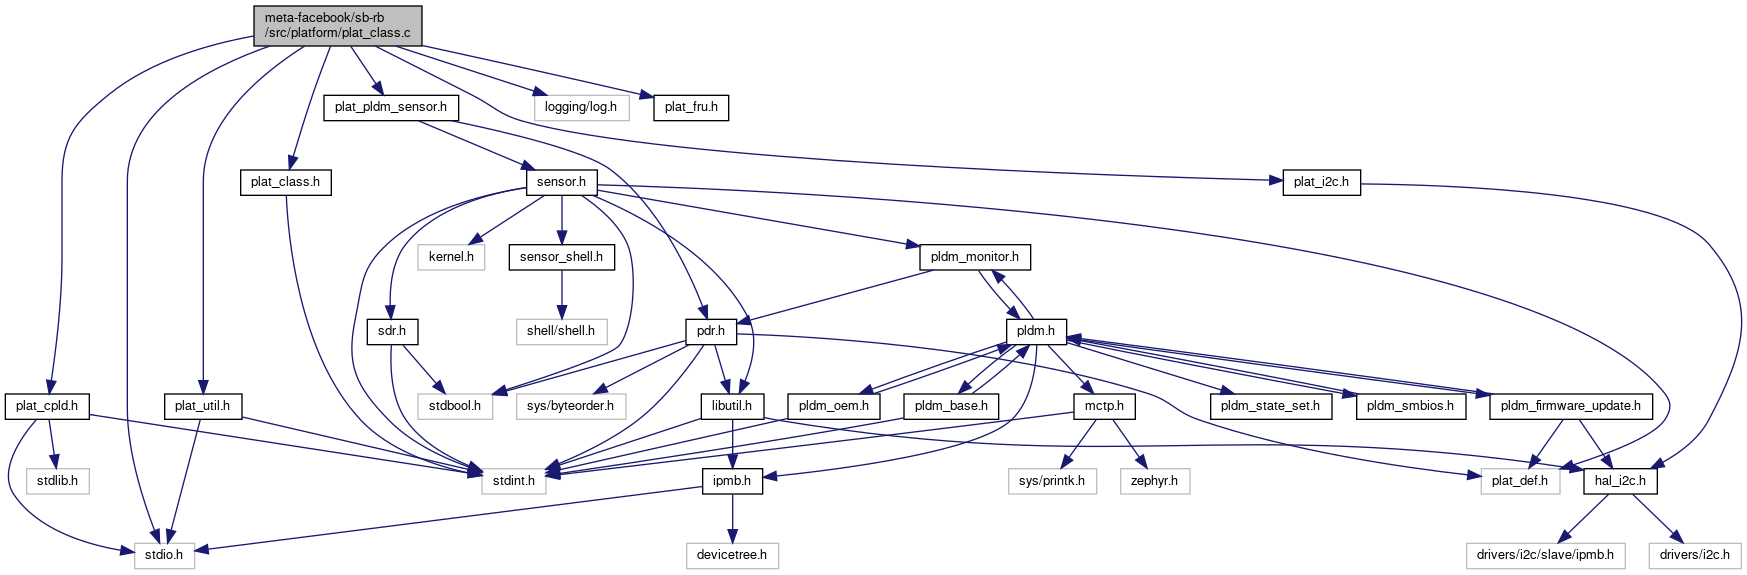 meta-facebook/sb-rb
/src/platform/plat_class.c
plat_pldm_sensor.h
logging/log.h
plat_fru.h
plat_class.h
sensor.h
plat_i2c.h
kernel.h
sensor_shell.h
pldm_monitor.h
sdr.h
shell/shell.h
pdr.h
pldm.h
plat_cpld.h
plat_util.h
stdbool.h
sys/byteorder.h
libutil.h
pldm_oem.h
pldm_base.h
mctp.h
pldm_state_set.h
pldm_smbios.h
pldm_firmware_update.h
stdlib.h
stdint.h
ipmb.h
sys/printk.h
zephyr.h
plat_def.h
hal_i2c.h
stdio.h
devicetree.h
drivers/i2c/slave/ipmb.h
drivers/i2c.h